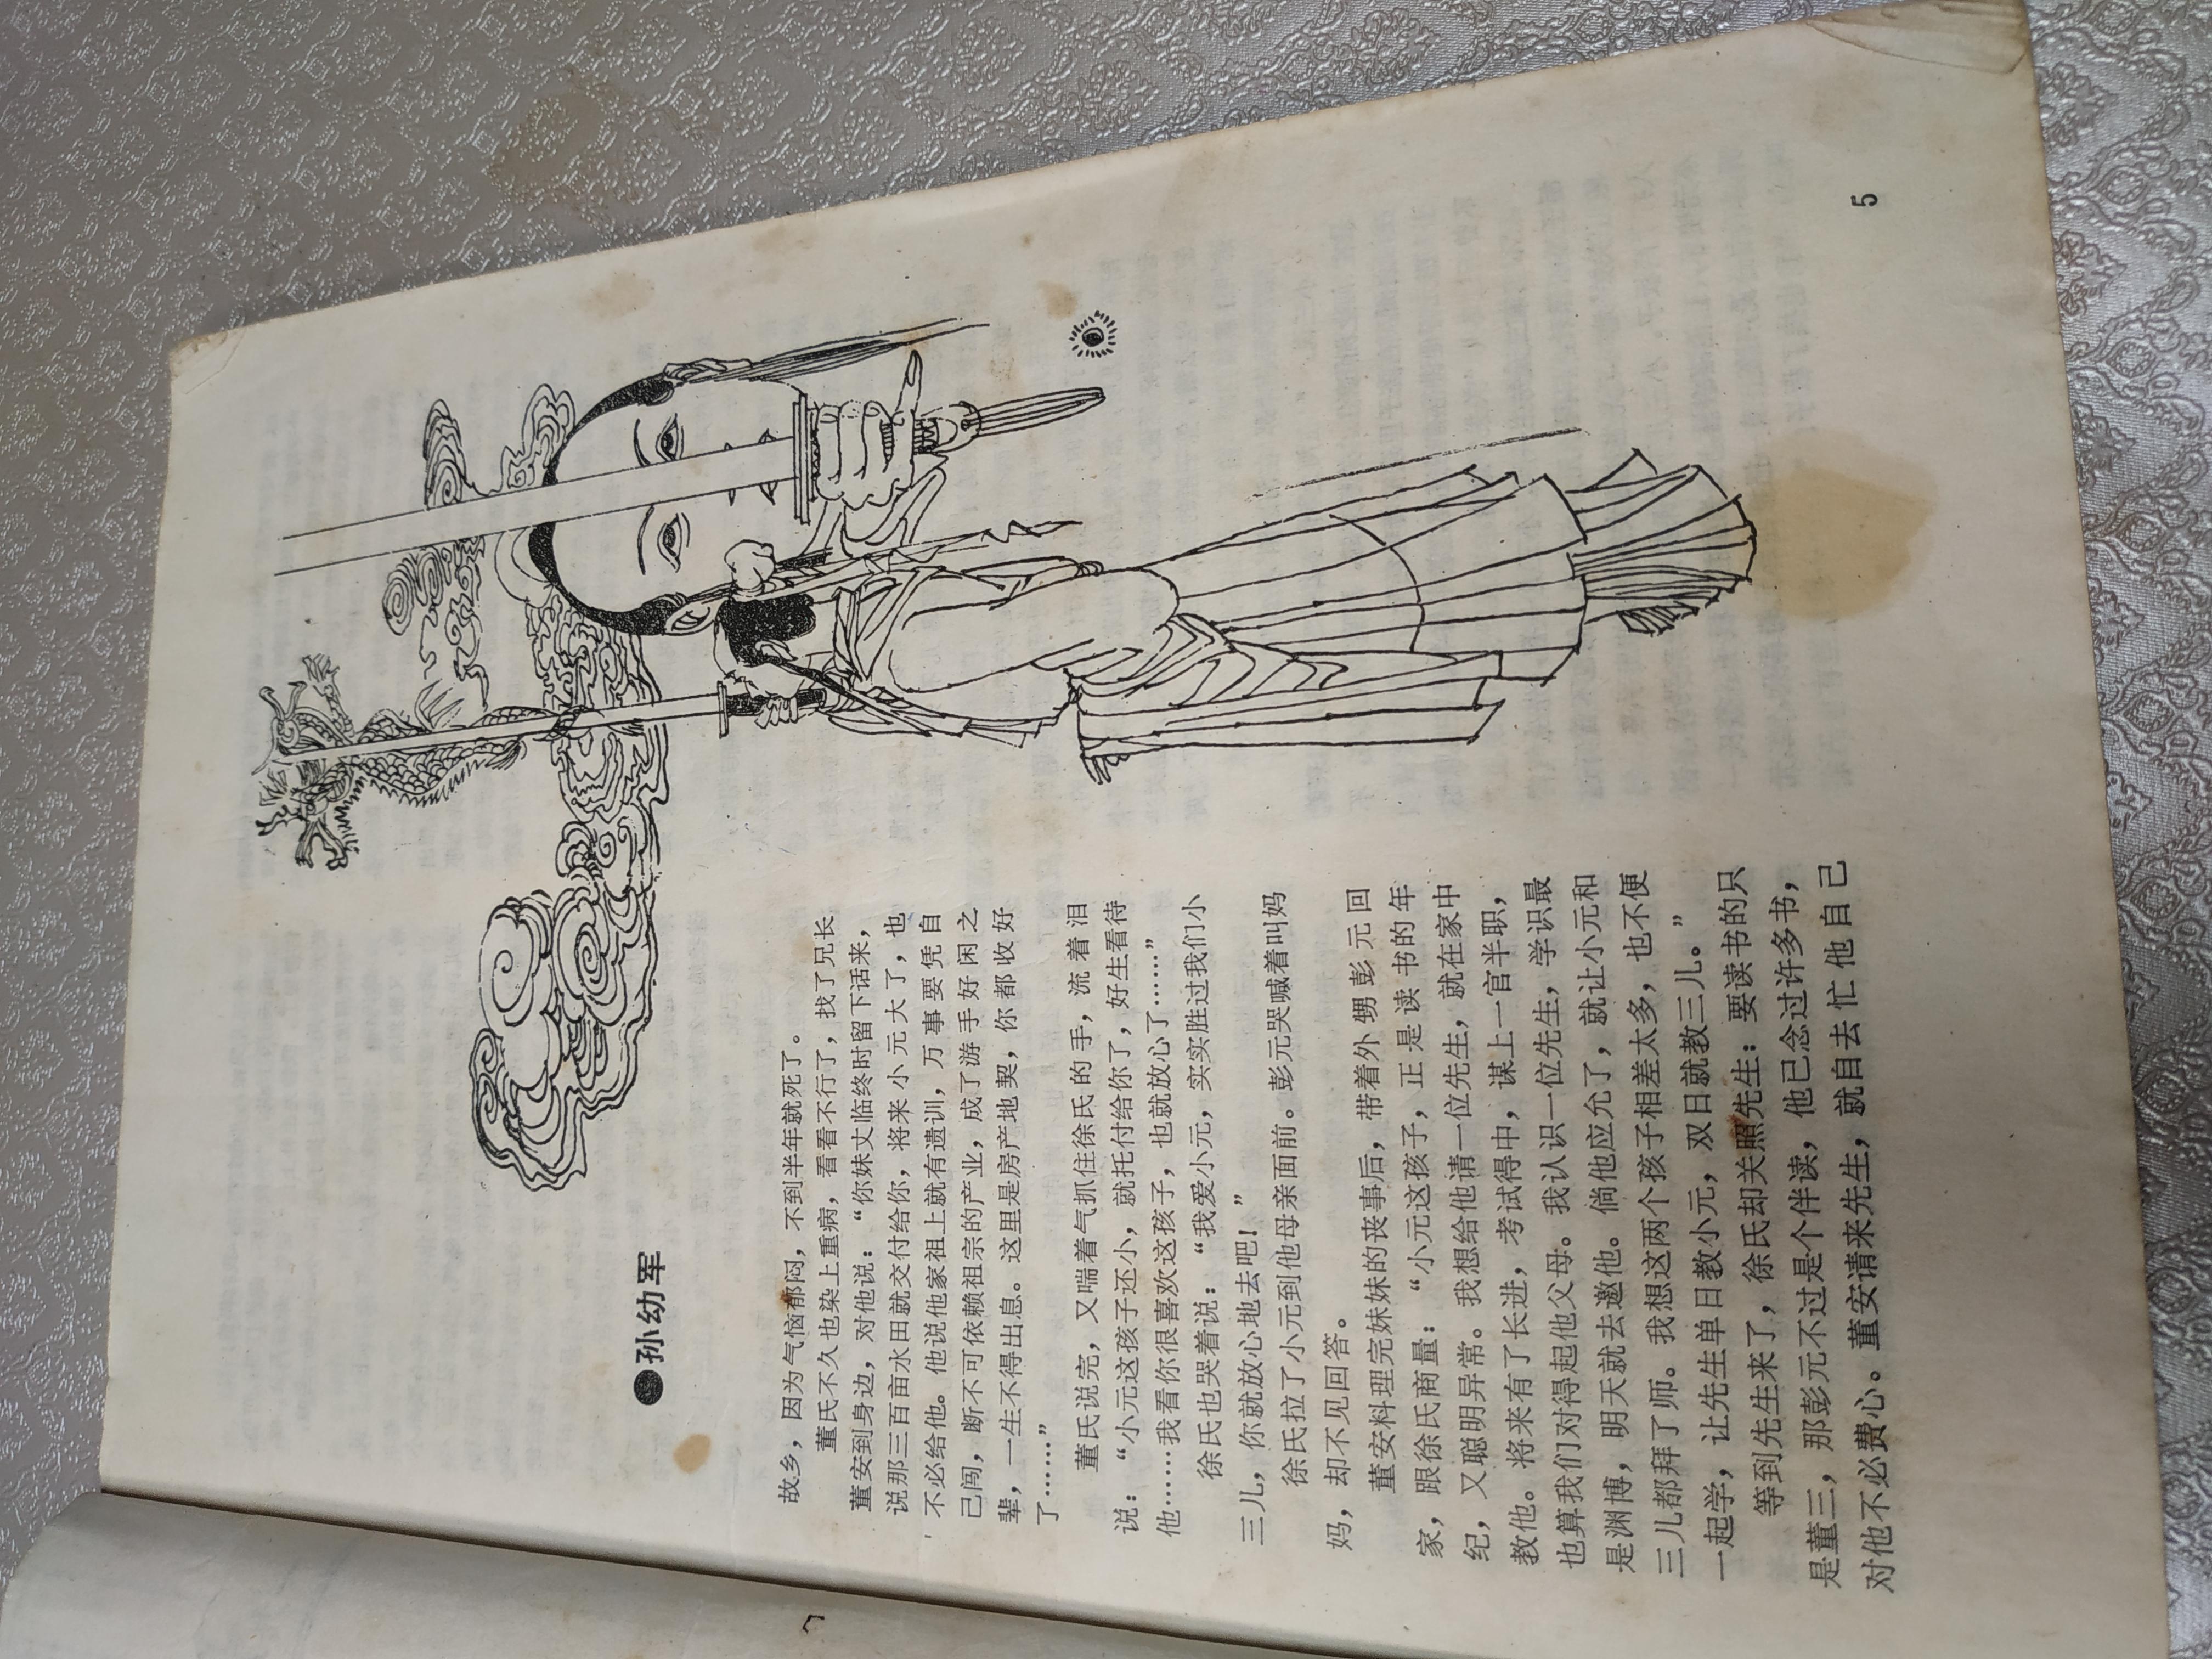 ●孙幼军
故乡，因为气恼郁闷，不到半年就死了。
董氏不久也染上重病，看看不行了，找了兄长
董安到身边，对他说：“你妹丈临终时留下话来，
说那三百亩水田就交付给你，将来小元大了，也
不必给他。他说他家祖上就有遗训，万事要凭自
己闯，断不可依赖祖宗的产业，成了游手好闲之
辈，一生不得出息。这里是房产地契，你都收好
了……”
董氏说完，又喘着气抓住徐氏的手，流着泪
说：“小元这孩子还小，就托付给你了，好生看待
他……我看你很喜欢这孩子，也就放心了……”
徐氏也哭着说：“我爱小元，实实胜过我们小
三儿，你就放心地去吧！”
徐氏拉了小元到他母亲面前。彭元哭喊着叫妈
妈，却不见回答。
董安料理完妹妹的丧事后，带着外甥彭元回
家，跟徐氏商量：“小元这孩子，正是读书的年
纪，又聪明异常。我想给他请一位先生，就在家中
教他。将来有了长进，考试得中，谋上一官半职，
也算我们对得起他父母。我认识一位先生，学识最
是渊博，明天就去邀他。倘他应允了，就让小元和
三儿都拜了师。我想这两个孩子相差太多，也不便
一起学，让先生单日教小元，双日就教三儿。”
等到先生来了，徐氏却关照先生：要读书的只
是董三，那彭元不过是个伴读，他已念过许多书，
对他不必费心。董安请来先生，就自去忙他自己
5